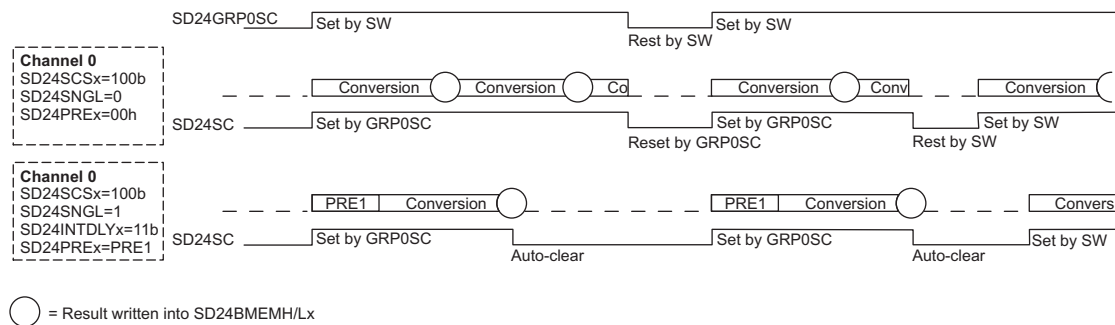 SD24GRP0SC
Set by SW
Rest by SW
Set by SW
Channel 0
SD24SCSx=100b
SD24SNGL=0
SD24PREx=00h
Conversion
Conversion
Co
Conversion
Conv
Conversion
SD24SC
Set by GRP0SC
Reset by GRP0SC
Set by GRP0SC
Rest by SW
Set by SW
Channel 0
SD24SCSx=100b
SD24SNGL=1
SD24INTDLYx=11b
SD24PREx=PRE1
PRE1
Conversion
PRE1
Conversion
Convers
SD24SC
Set by GRP0SC
Auto-clear
Set by GRP0SC
Auto-clear
Set by SW
= Result written into SD24BMEMH/Lx